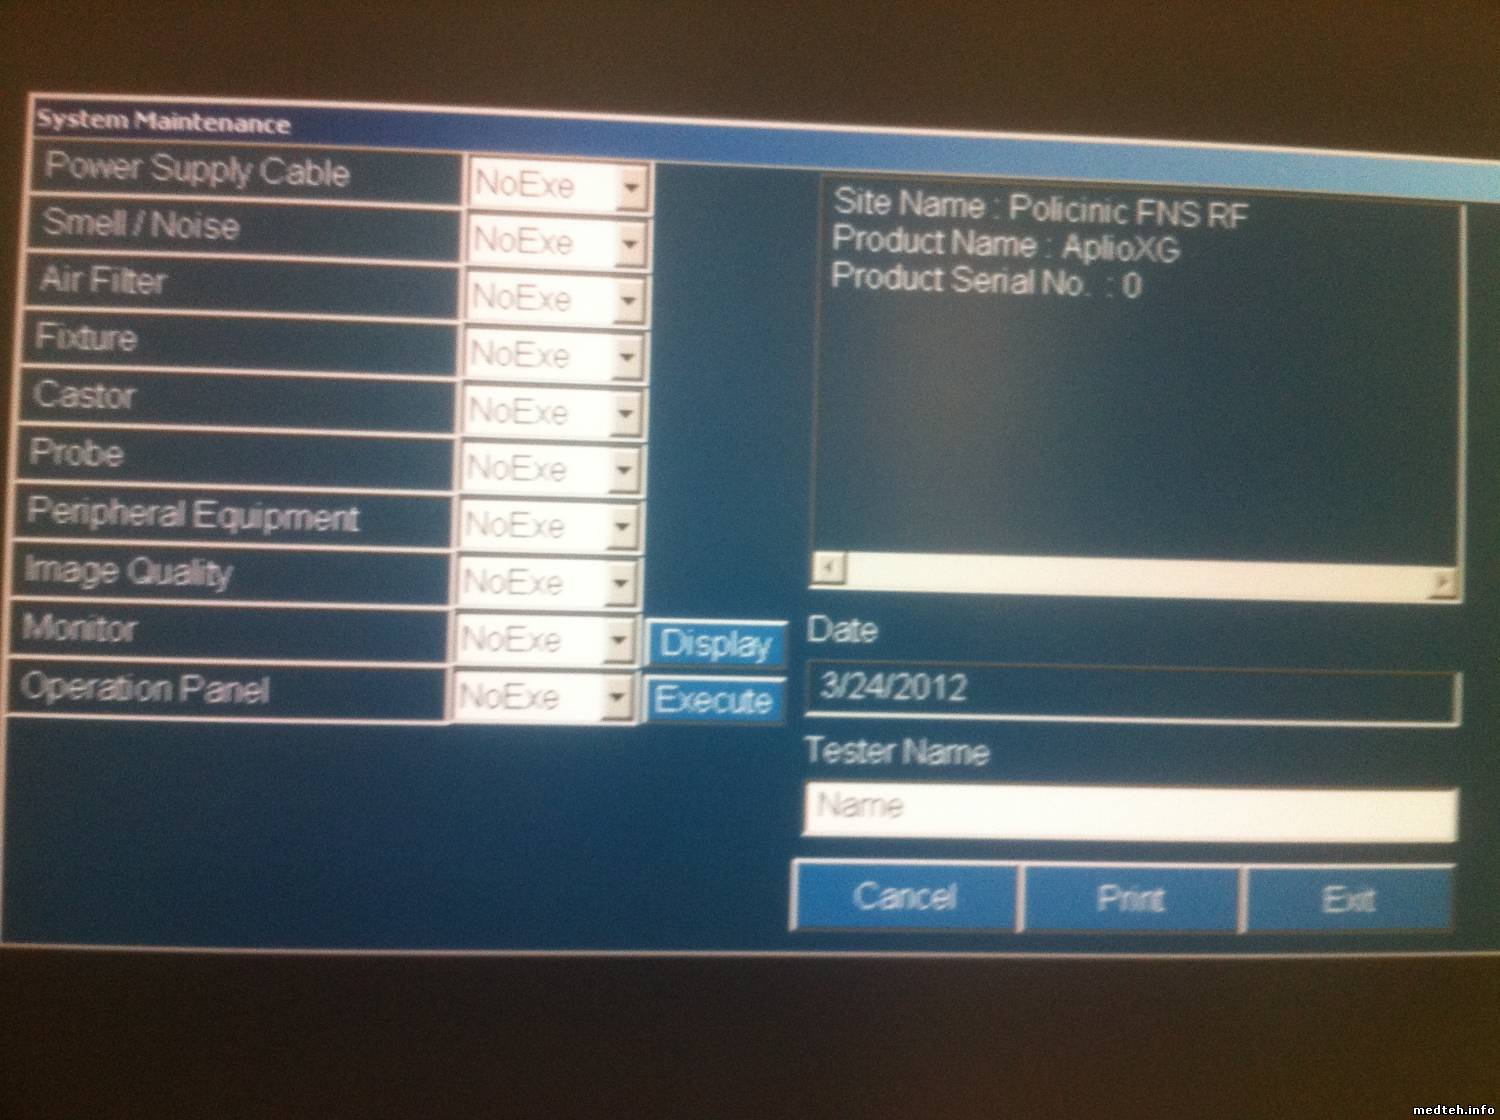 System Maintenance
Power Supply Cable NoExe
Smell / Noise NoExe
Air Filter NoExe
Fixture NoExe
Castor NoExe
Probe NoExe
Peripheral Equipment NoExe
Image Quality NoExe
Monitor NoExe Display
Operation Panel NoExe Execute
Site Name : Policinic FNS RF
Product Name : AplioXG
Product Serial No. : 0
Date
3/24/2012
Tester Name
Name
Cancel Print Exit
medteh.info